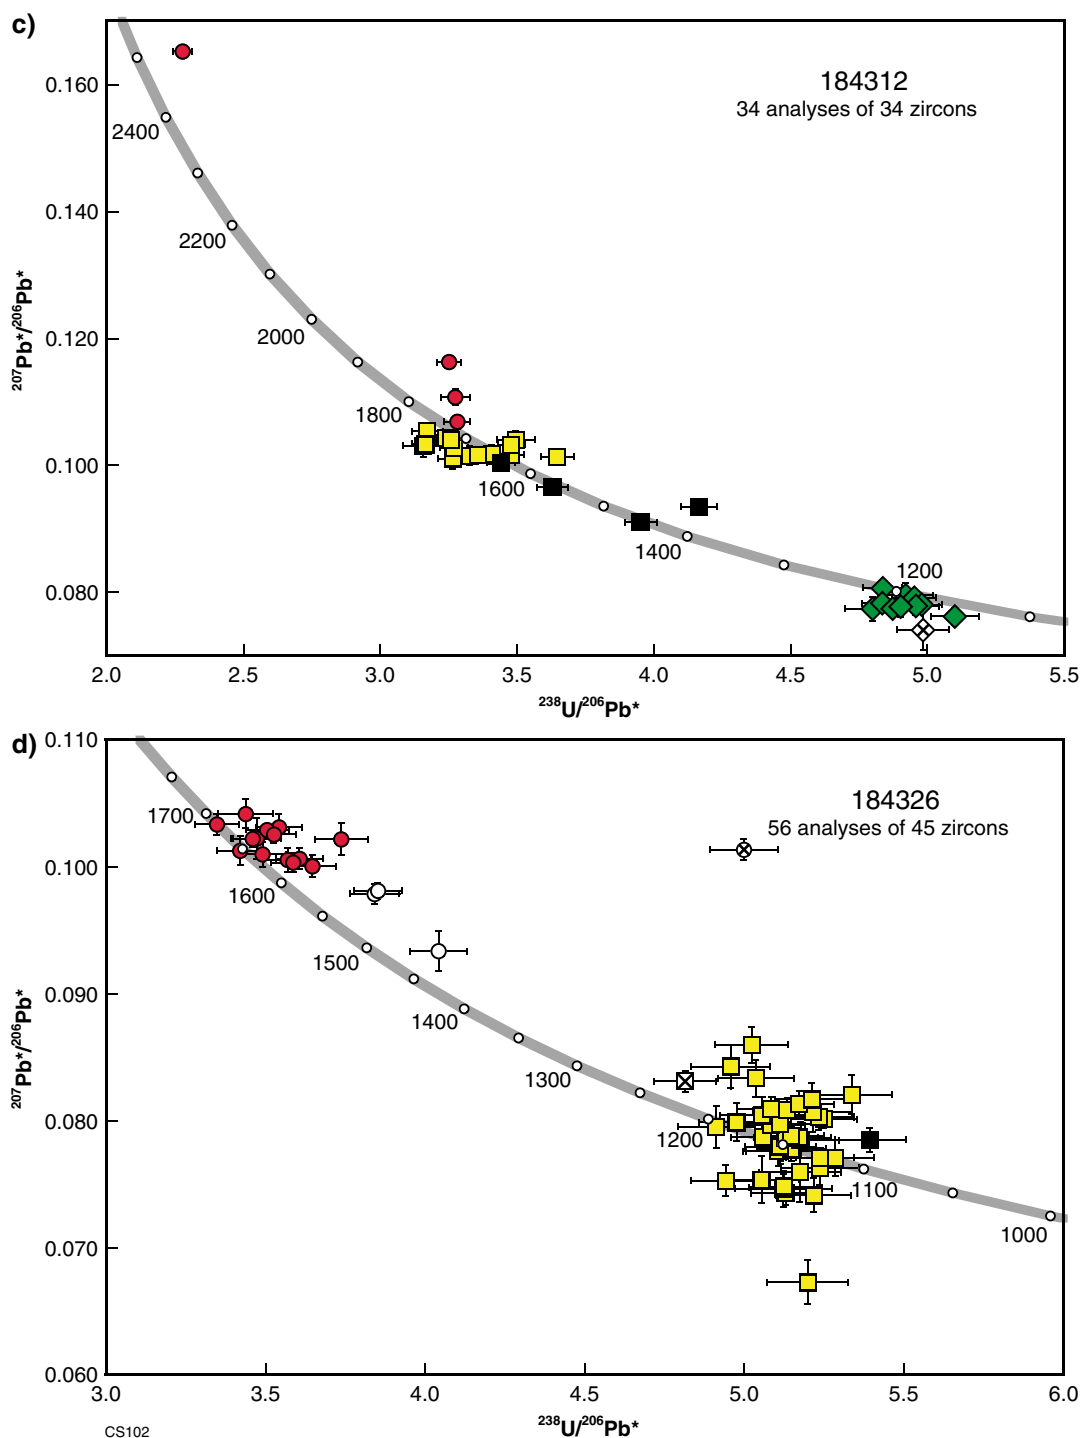 c)
184312
34 analyses of 34 zircons
0.160
0.140
0.120
0.100
0.080
2400
2200
2000
1800
1600
1400
1200
²⁰⁷Pb*/²⁰⁶Pb*
2.0 2.5 3.0 3.5 4.0 4.5 5.0 5.5
²³⁸U/²⁰⁶Pb*
d)
184326
56 analyses of 45 zircons
0.110
0.100
0.090
0.080
0.070
0.060
1700
1600
1500
1400
1300
1200
1100
1000
²⁰⁷Pb*/²⁰⁶Pb*
3.0 3.5 4.0 4.5 5.0 5.5 6.0
²³⁸U/²⁰⁶Pb*
CS102